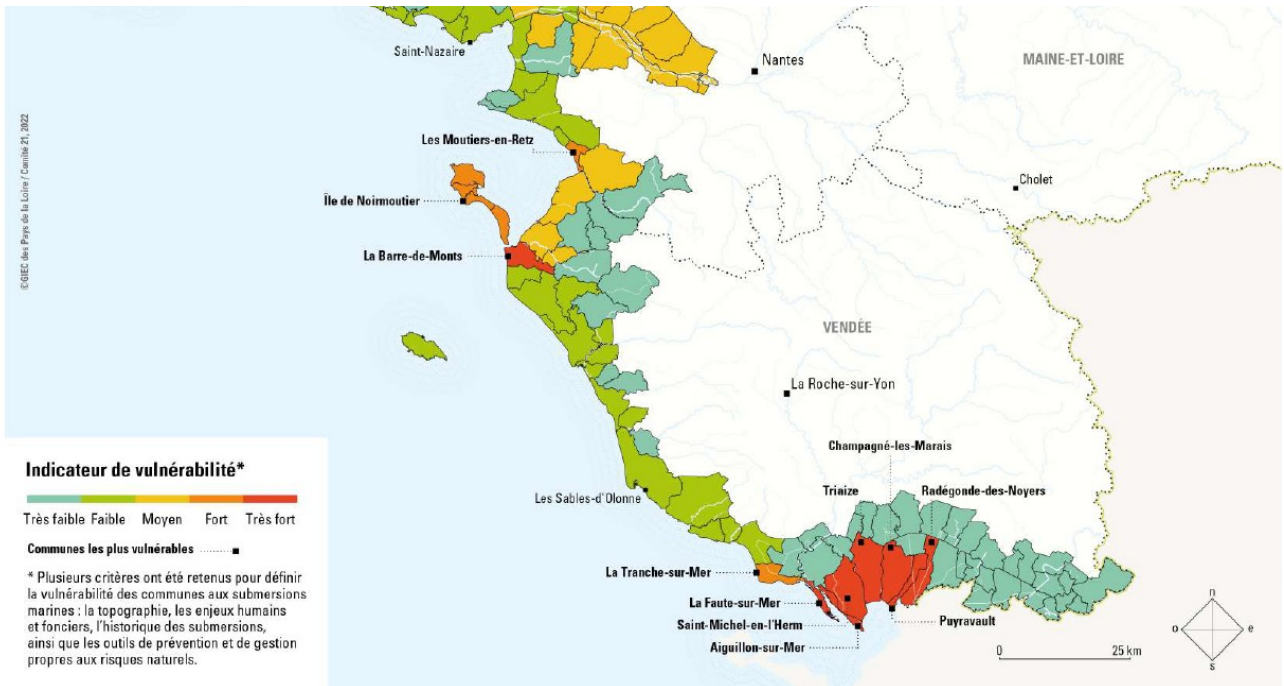 Saint-Nazaire
Nantes
MAINE-ET-LOIRE
©GIEC des Pays de la Loire / Comité 21, 2022
Les Moutiers-en-Retz
Cholet
Île de Noirmoutier
La Barre-de-Monts
VENDÉE
La Roche-sur-Yon
Champagné-les-Marais
Indicateur de vulnérabilité*
Très faible Faible Moyen Fort Très fort
Les Sables-d'Olonne
Triaize
Radégonde-des-Noyers
Communes les plus vulnérables
* Plusieurs critères ont été retenus pour définir
la vulnérabilité des communes aux submersions
marines : la topographie, les enjeux humains
et fonciers, l'historique des submersions,
ainsi que les outils de prévention et de gestion
propres aux risques naturels.
La Tranche-sur-Mer
La Faute-sur-Mer
Saint-Michel-en-l'Herm
Puyravault
Aiguillon-sur-Mer
0 25 km
n
o e
s